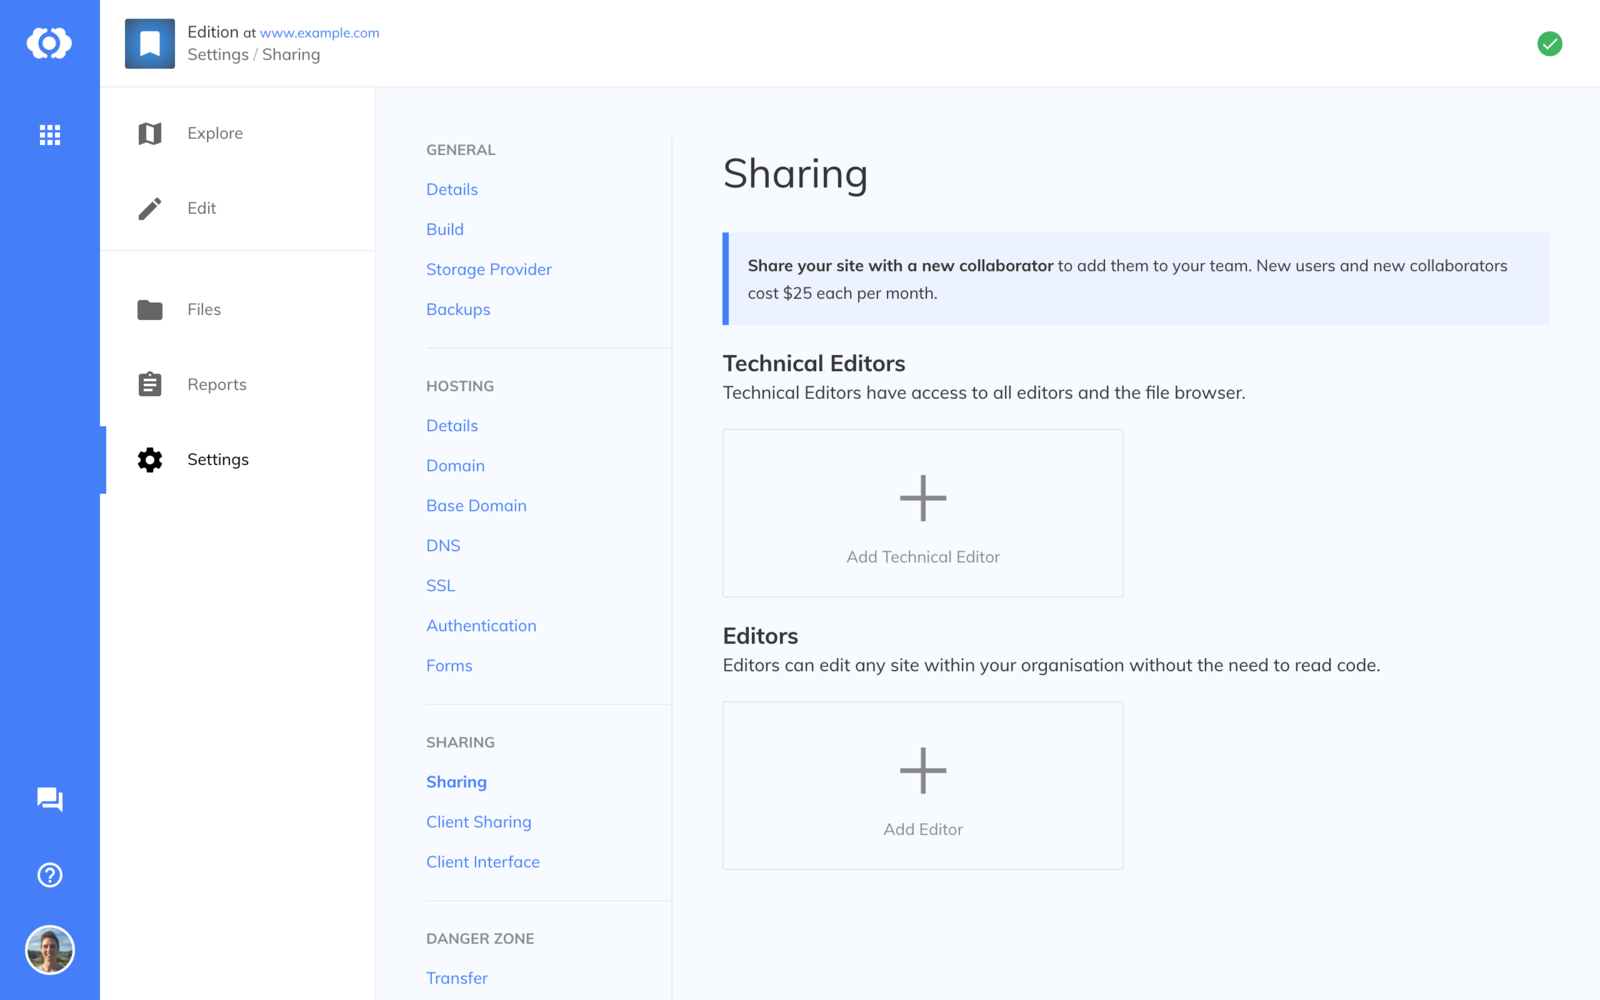 Edition at www.example.com
Settings / Sharing
Explore
Edit
Files
Reports
Settings
GENERAL
Details
Build
Storage Provider
Backups
HOSTING
Details
Domain
Base Domain
DNS
SSL
Authentication
Forms
SHARING
Sharing
Client Sharing
Client Interface
DANGER ZONE
Transfer
Sharing
Share your site with a new collaborator to add them to your team. New users and new collaborators
cost $25 each per month.
Technical Editors
Technical Editors have access to all editors and the file browser.
Add Technical Editor
Editors
Editors can edit any site within your organisation without the need to read code.
Add Editor